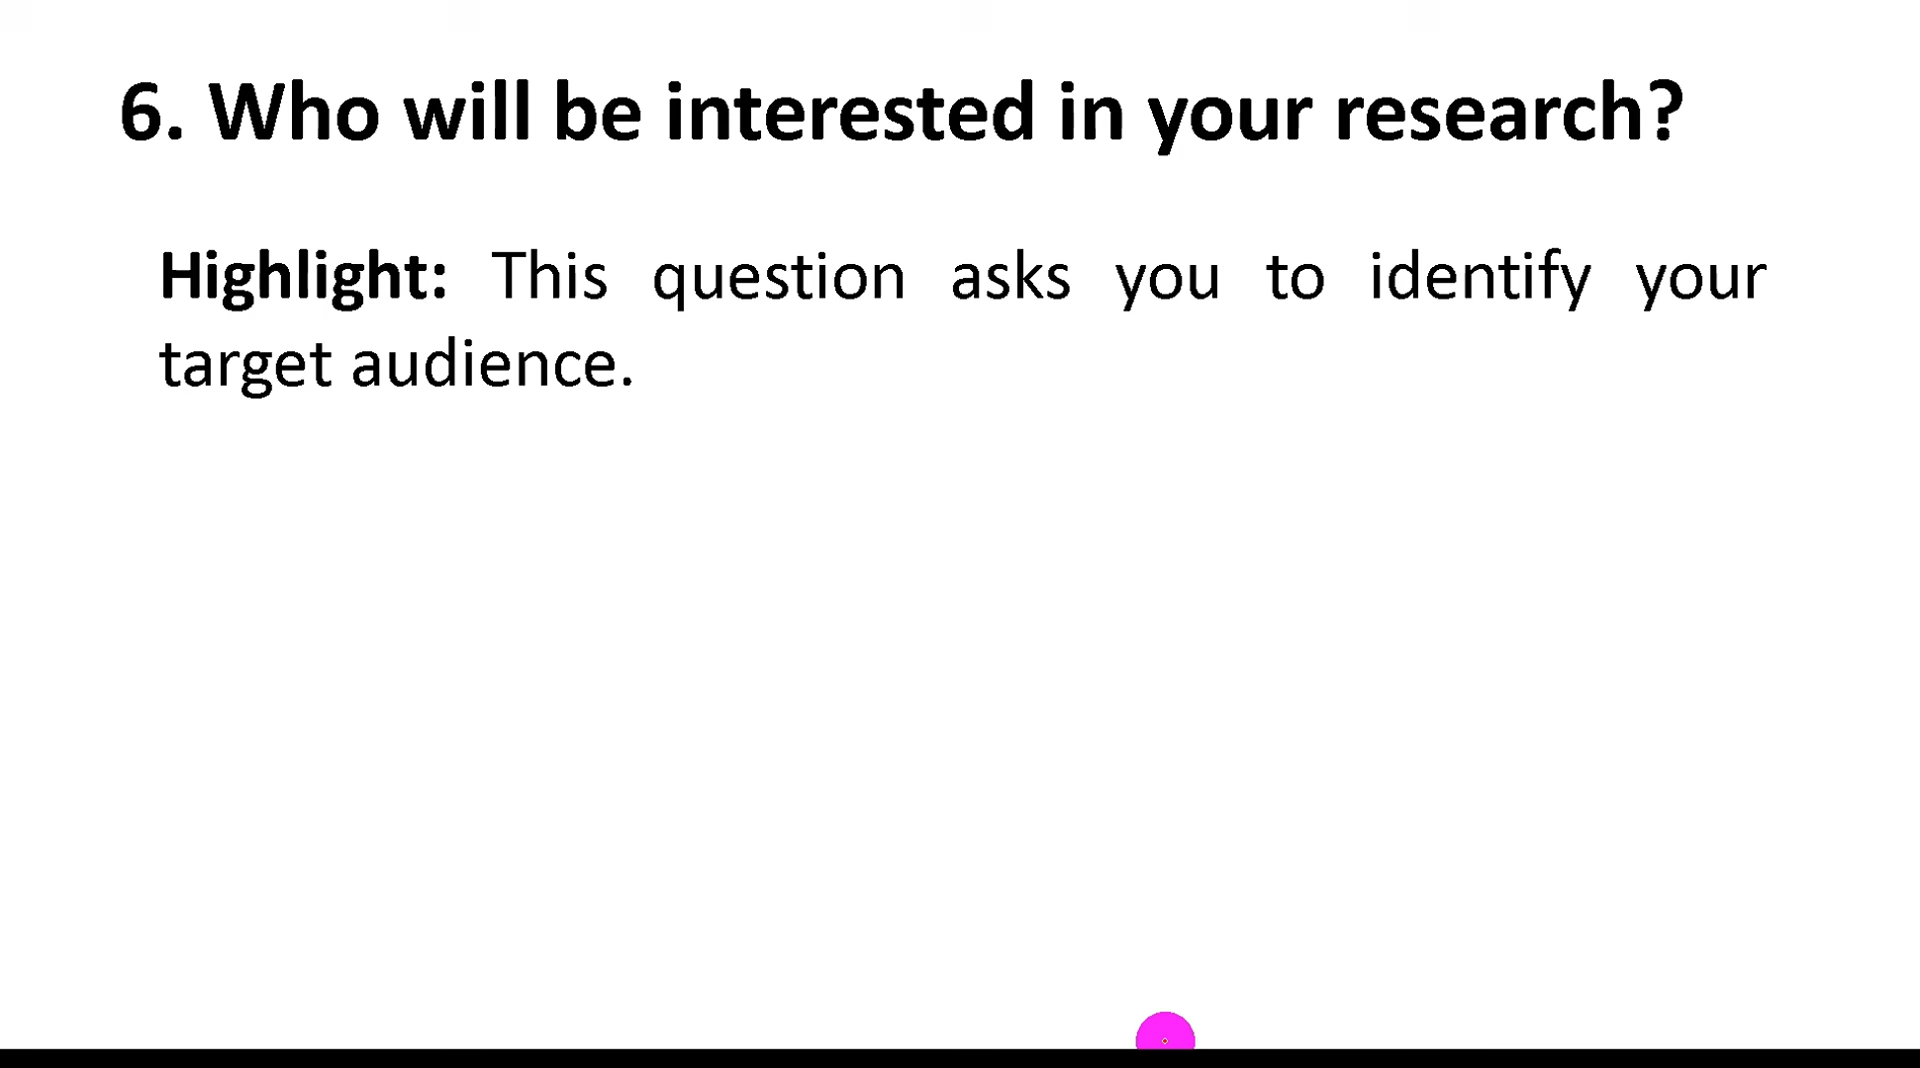 6. Who will be interested in your research?
Highlight: This question asks you to identify your
target audience.